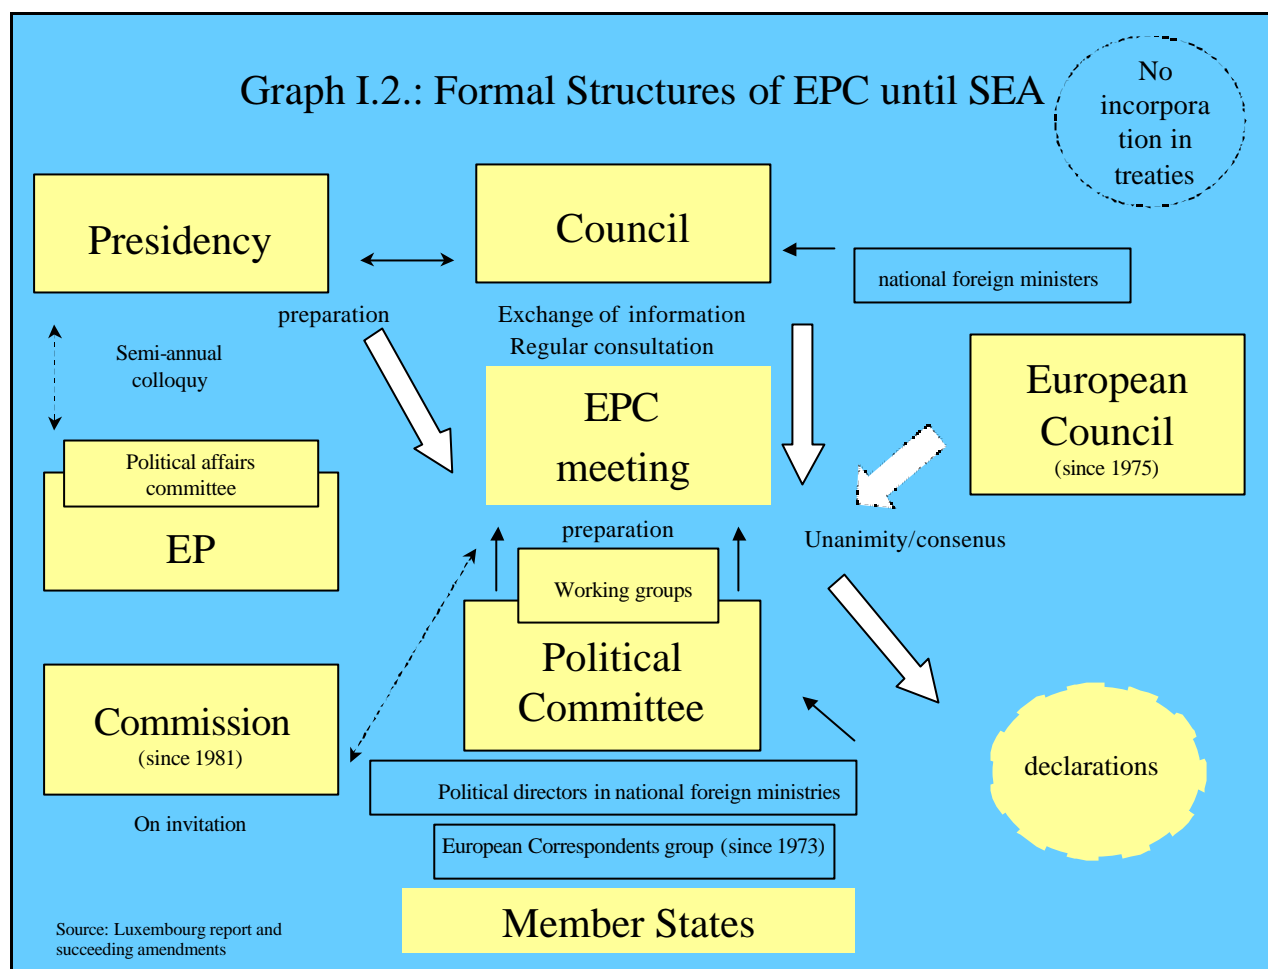 Graph I.2.: Formal Structures of EPC until SEA
No
incorpora
tion in
treaties
Presidency
Council
national foreign ministers
preparation
Exchange of information
Regular consultation
Semi-annual
colloquy
EPC
meeting
European
Council
(since 1975)
Political affairs
committee
EP
preparation
Unanimity/consenus
Working groups
Political
Committee
Commission
(since 1981)
On invitation
declarations
Political directors in national foreign ministries
European Correspondents group (since 1973)
Member States
Source: Luxembourg report and
succeeding amendments